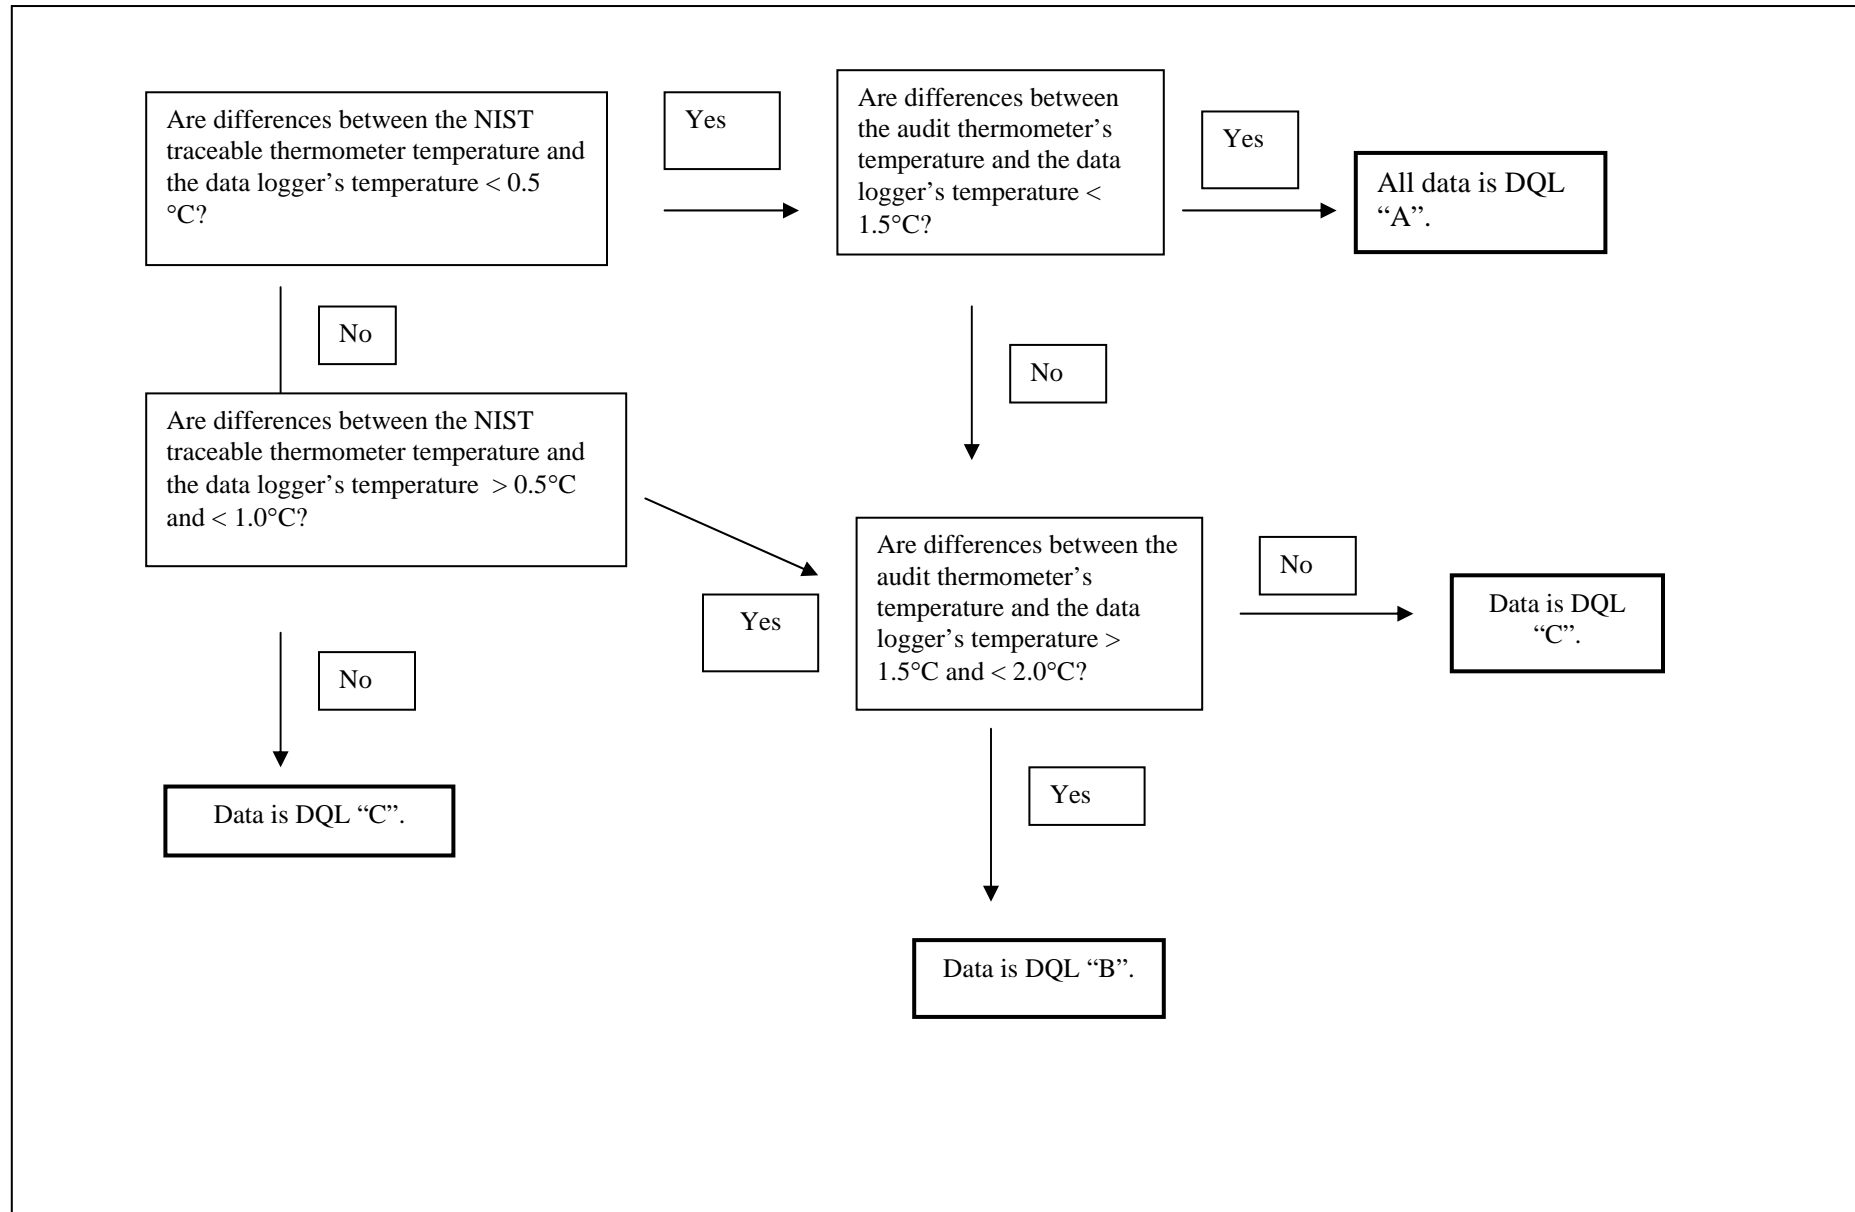 Are differences between the NIST
traceable thermometer temperature and
the data logger’s temperature < 0.5
°C?
Yes
Are differences between
the audit thermometer’s
temperature and the data
logger’s temperature <
1.5°C?
Yes
All data is DQL
“A”.
No
No
Are differences between the NIST
traceable thermometer temperature and
the data logger’s temperature  > 0.5°C
and < 1.0°C?
Yes
Are differences between the
audit thermometer’s
temperature and the data
logger’s temperature >
1.5°C and < 2.0°C?
No
Data is DQL
“C”.
No
Data is DQL “C”.
Yes
Data is DQL “B”.